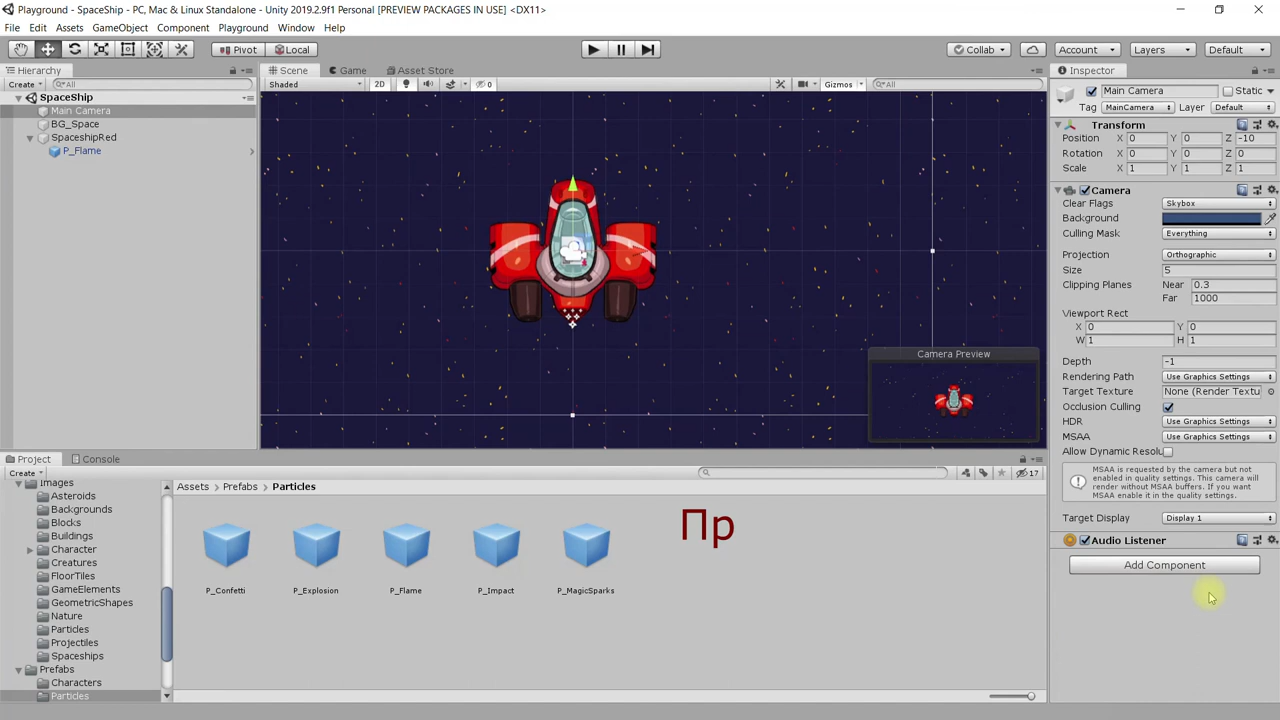 Playground - SpaceShip - PC, Mac & Linux Standalone - Unity 2019.2.9f1 Personal [PREVIEW PACKAGES IN USE] <DX11>
File Edit Assets GameObject Component Playground Window Help
Pivot Local Collab Account Layers Default
Hierarchy
Create All
SpaceShip
Main Camera
BG_Space
SpaceshipRed
P_Flame
Scene Game Asset Store
Shaded 2D 0 Gizmos All
Camera Preview
Inspector
Main Camera Static
Tag MainCamera Layer Default
Transform
Position X 0 Y 0 Z -10
Rotation X 0 Y 0 Z 0
Scale X 1 Y 1 Z 1
Camera
Clear Flags Skybox
Background
Culling Mask Everything
Projection Orthographic
Size 5
Clipping Planes Near 0.3
Far 1000
Viewport Rect
X 0 Y 0
W 1 H 1
Depth -1
Rendering Path Use Graphics Settings
Target Texture None (Render Textu
Occlusion Culling
HDR Use Graphics Settings
MSAA Use Graphics Settings
Allow Dynamic Resolu
MSAA is requested by the camera but not
enabled in quality settings. This camera will
render without MSAA buffers. If you want
MSAA enable it in the quality settings.
Target Display Display 1
Audio Listener
Add Component
Project Console
Create 17
Images
Asteroids
Backgrounds
Blocks
Buildings
Character
Creatures
FloorTiles
GameElements
GeometricShapes
Nature
Particles
Projectiles
Spaceships
Prefabs
Characters
Particles
Assets Prefabs Particles
P_Confetti P_Explosion P_Flame P_Impact P_MagicSparks
Пр